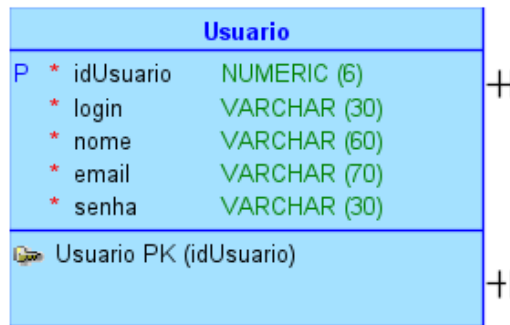 Usuario
P * idUsuario NUMERIC (6)
* login VARCHAR (30)
* nome VARCHAR (60)
* email VARCHAR (70)
* senha VARCHAR (30)
Usuario PK (idUsuario)